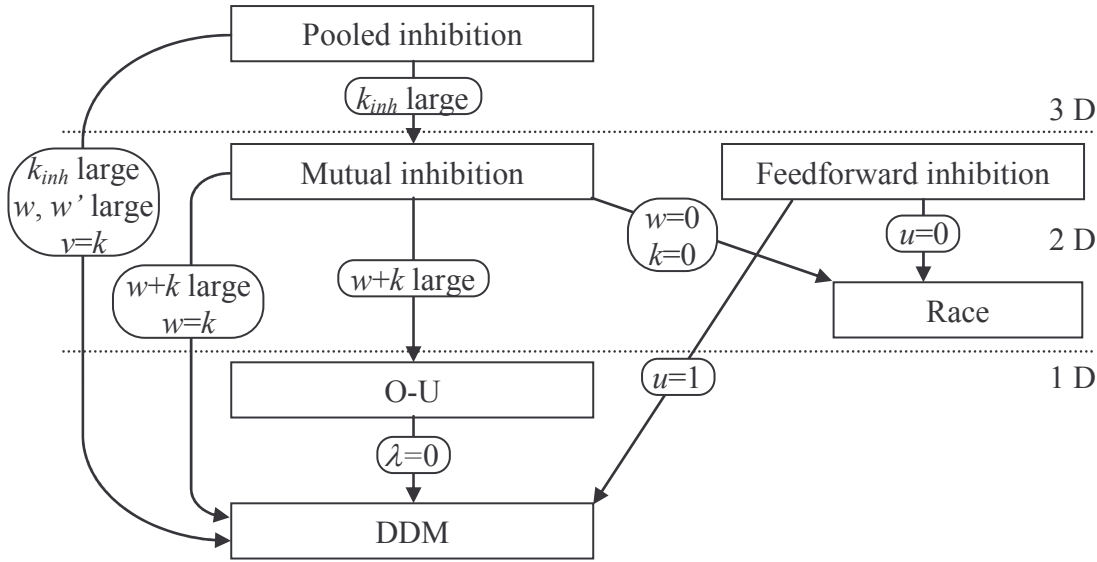 Pooled inhibition
k_inh large
3 D
Mutual inhibition
Feedforward inhibition
k_inh large
w, w’ large
v=k
w=0
k=0
u=0
2 D
w+k large
w=k
w+k large
Race
O-U
u=1
1 D
λ=0
DDM